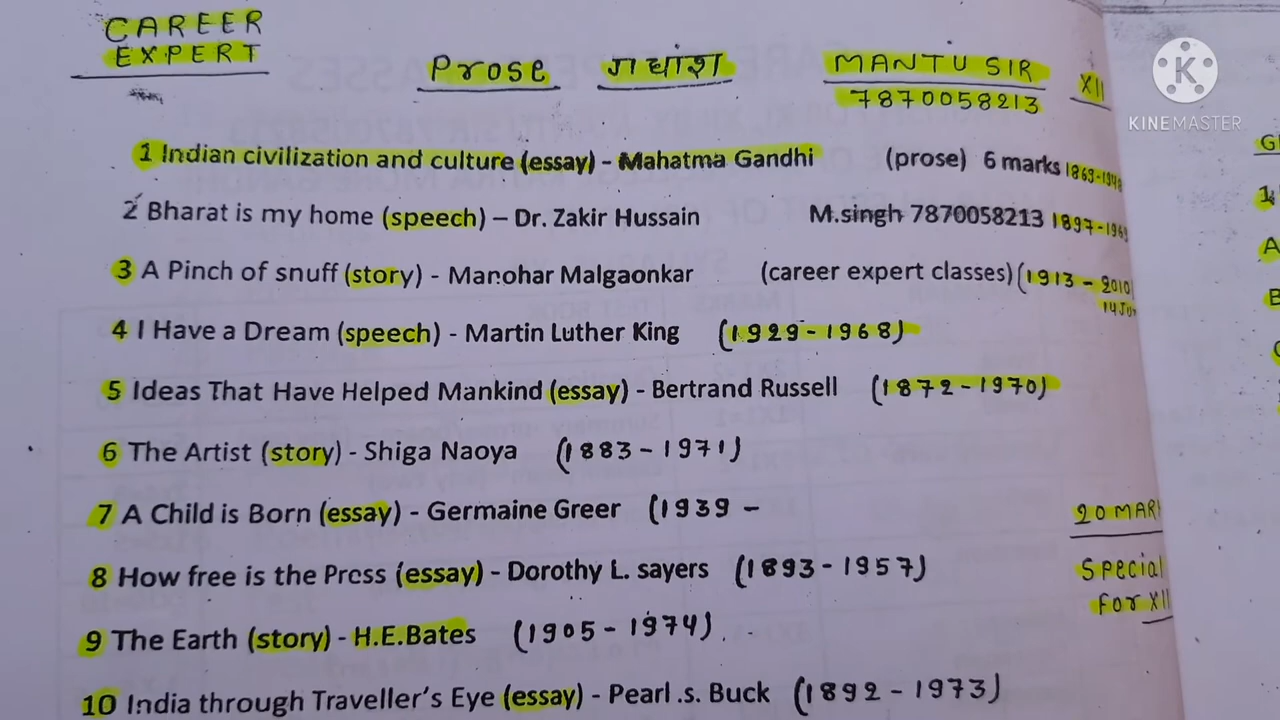 CAREER
EXPERT
Prose गद्यांश MANTU SIR XII
7870058213
KINEMASTER
1 Indian civilization and culture (essay) - Mahatma Gandhi (prose) 6 marks 1869-1948
2 Bharat is my home (speech) – Dr. Zakir Hussain M.singh 7870058213 1897-1969
3 A Pinch of snuff (story) - Manohar Malgaonkar (career expert classes) (1913 - 2010)
14 Jun
4 I Have a Dream (speech) - Martin Luther King (1929-1968)
5 Ideas That Have Helped Mankind (essay) - Bertrand Russell (1872-1970)
6 The Artist (story) - Shiga Naoya (1883-1971)
7 A Child is Born (essay) - Germaine Greer (1939 -
20 MAR
8 How free is the Press (essay) - Dorothy L. sayers (1893-1957)
Special
For XII
9 The Earth (story) - H.E.Bates (1905-1974)
10 India through Traveller's Eye (essay) - Pearl .s. Buck (1892-1973)